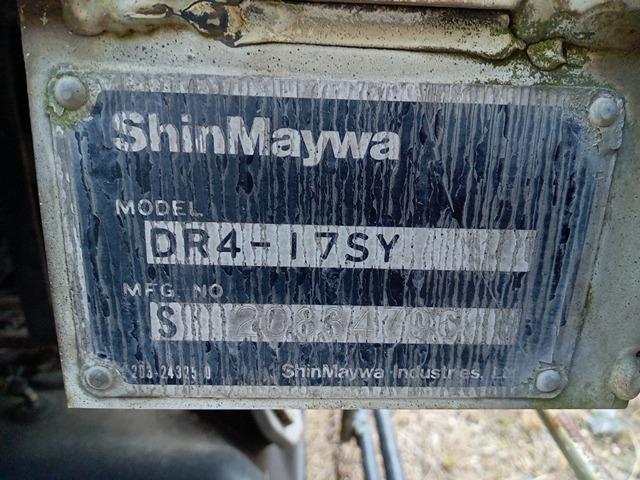 ShinMaywa
MODEL
DR4-17SY
MFG. NO.
S
ShinMaywa Industries,